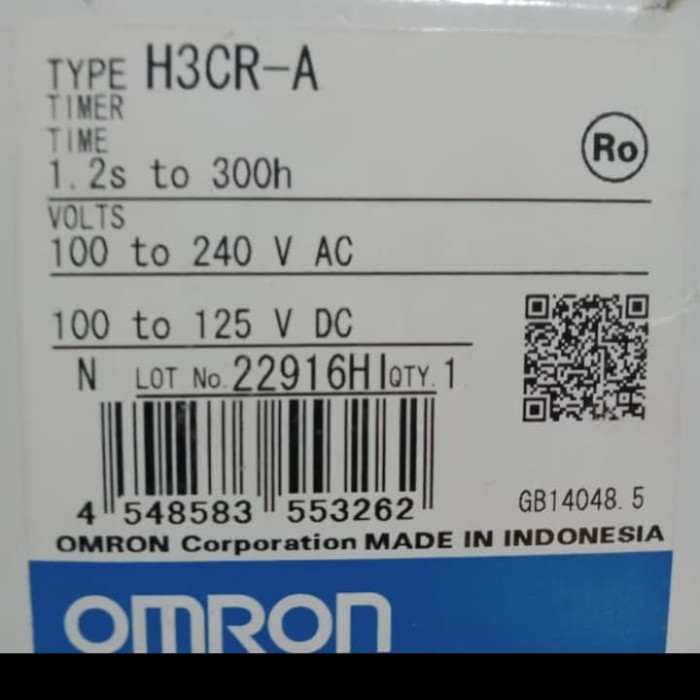 TYPE H3CR-A
TIMER
TIME
1.2s to 300h
Ro
VOLTS
100 to 240 V AC
100 to 125 V DC
N LOT No. 22916HI QTY. 1
4 548583 553262
GB14048.5
OMRON Corporation MADE IN INDONESIA
OMRON